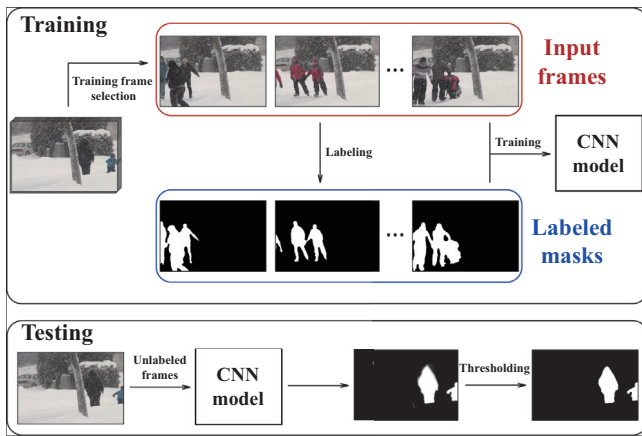 Training
Training frame
selection
Input
frames
Labeling
Training
CNN
model
Labeled
masks
Testing
Unlabeled
frames
CNN
model
Thresholding